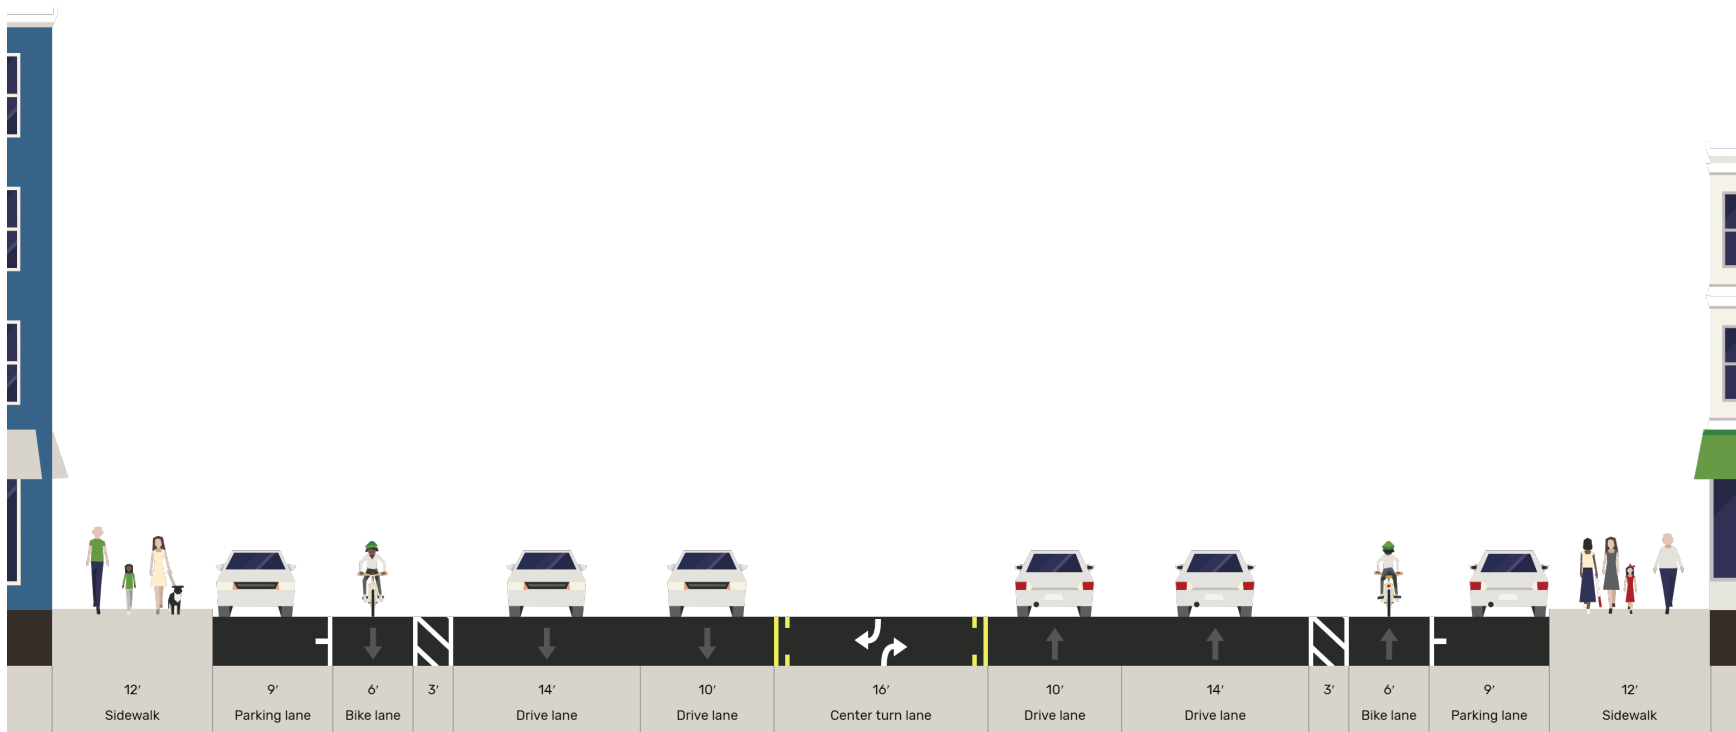 12′ 9′ 6′ 3′ 14′ 10′ 16′ 10′ 14′ 3′ 6′ 9′ 12′
Sidewalk Parking lane Bike lane Drive lane Drive lane Center turn lane Drive lane Drive lane Bike lane Parking lane Sidewalk